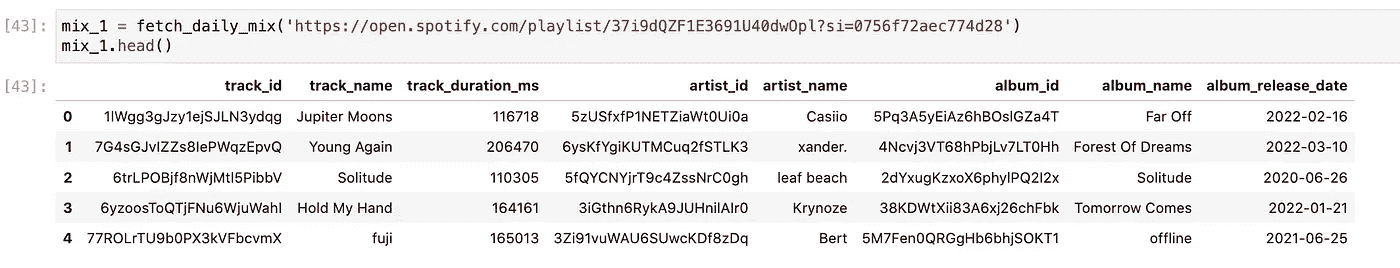 [43]: mix_1 = fetch_daily_mix('https://open.spotify.com/playlist/37i9dQZF1E3691U40dwOpl?si=0756f72aec774d28')
mix_1.head()
[43]: track_id track_name track_duration_ms artist_id artist_name album_id album_name album_release_date
0 1lWgg3gJzy1ejSJLN3ydqg Jupiter Moons 116718 5zUSfxfP1NETZiaWt0Ui0a Casiio 5Pq3A5yEiAz6hBOslGZa4T Far Off 2022-02-16
1 7G4sGJvIZZs8IePWqzEpvQ Young Again 206470 6ysKfYgiKUTMCuq2fSTLK3 xander. 4Ncvj3VT68hPbjLv7LT0Hh Forest Of Dreams 2022-03-10
2 6trLPOBjf8nWjMtl5PibbV Solitude 110305 5fQYCNYjrT9c4ZssNrC0gh leaf beach 2dYxugKzxoX6phylPQ2I2x Solitude 2020-06-26
3 6yzoosToQTjFNu6WjuWahl Hold My Hand 164161 3iGthn6RykA9JUHnilAIr0 Krynoze 38KDWtXii83A6xj26chFbk Tomorrow Comes 2022-01-21
4 77ROLrTU9b0PX3kVFbcvmX fuji 165013 3Zi91vuWAU6SUwcKDf8zDq Bert 5M7Fen0QRGgHb6bhjSOKT1 offline 2021-06-25